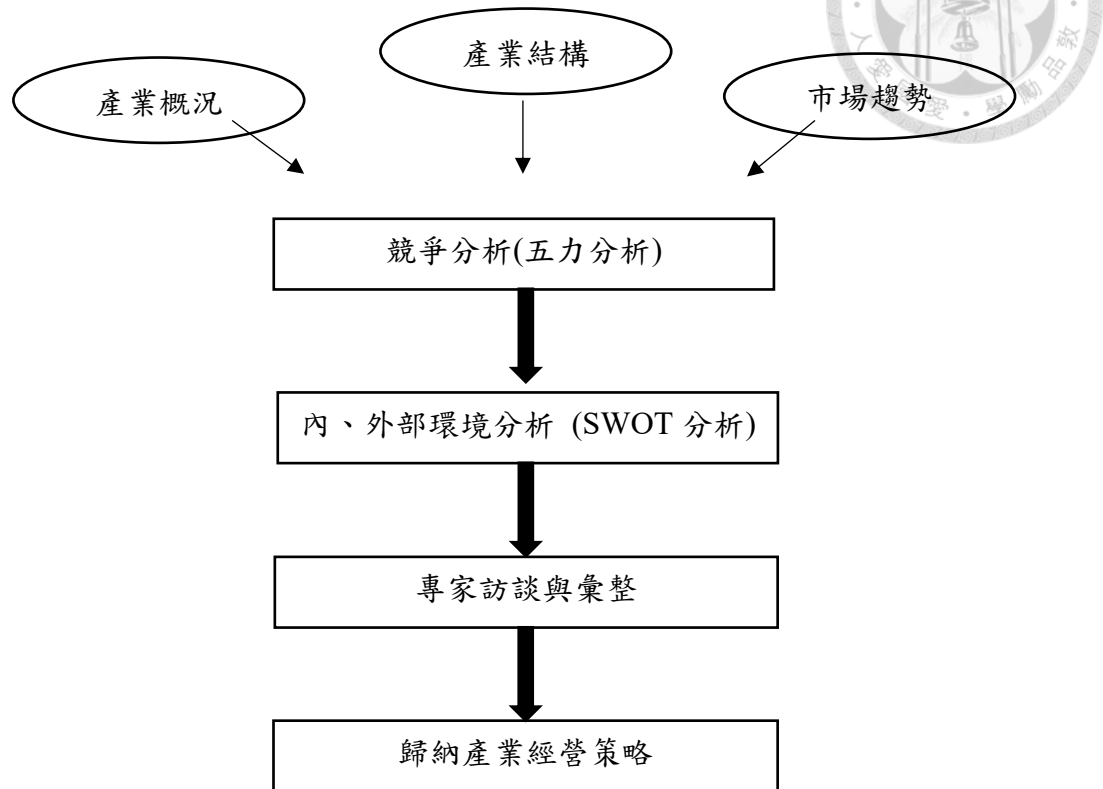 產業結構
產業概況
市場趨勢
競爭分析(五力分析)
內、外部環境分析 (SWOT 分析)
專家訪談與彙整
歸納產業經營策略